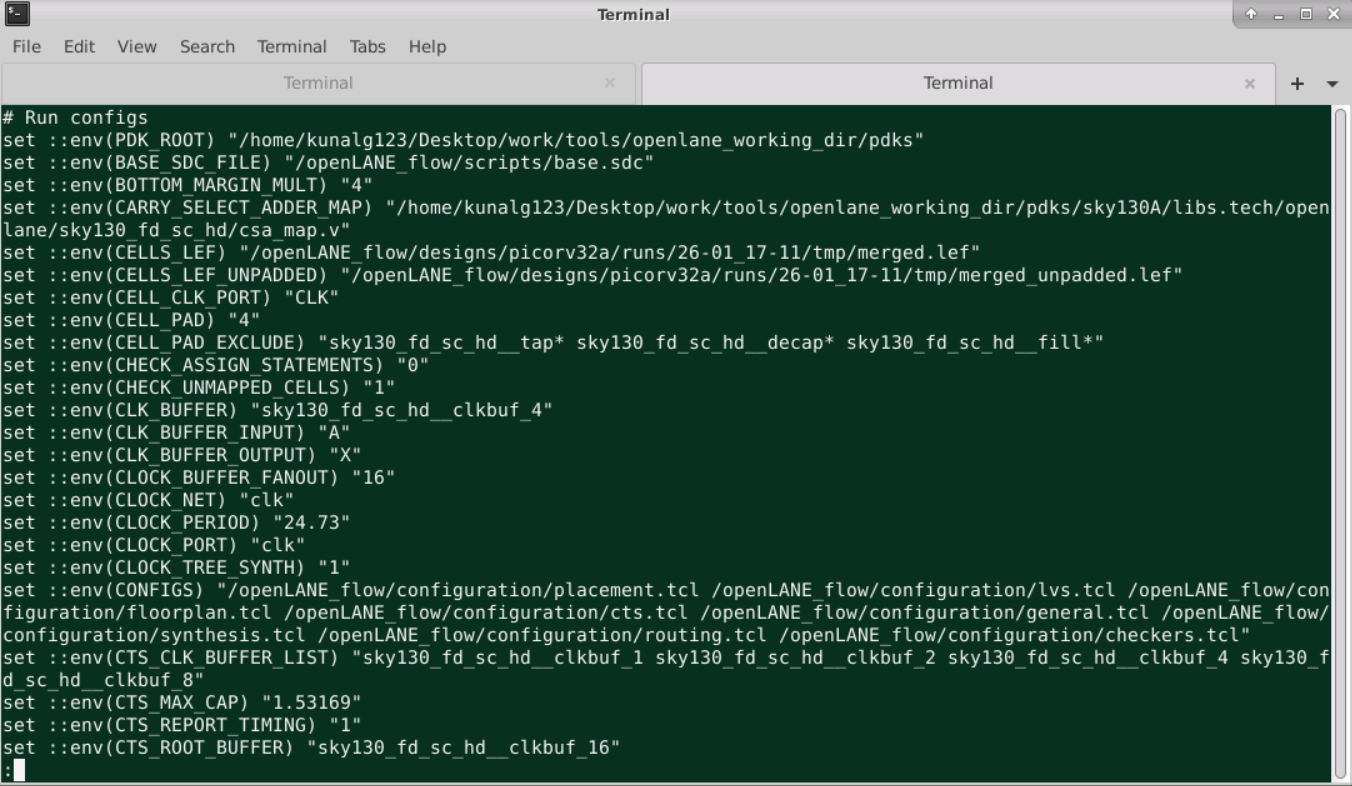 Terminal
File Edit View Search Terminal Tabs Help
Terminal × Terminal × +
# Run configs
set ::env(PDK_ROOT) "/home/kunalg123/Desktop/work/tools/openlane_working_dir/pdks"
set ::env(BASE_SDC_FILE) "/openLANE_flow/scripts/base.sdc"
set ::env(BOTTOM_MARGIN_MULT) "4"
set ::env(CARRY_SELECT_ADDER_MAP) "/home/kunalg123/Desktop/work/tools/openlane_working_dir/pdks/sky130A/libs.tech/open
lane/sky130_fd_sc_hd/csa_map.v"
set ::env(CELLS_LEF) "/openLANE_flow/designs/picorv32a/runs/26-01_17-11/tmp/merged.lef"
set ::env(CELLS_LEF_UNPADDED) "/openLANE_flow/designs/picorv32a/runs/26-01_17-11/tmp/merged_unpadded.lef"
set ::env(CELL_CLK_PORT) "CLK"
set ::env(CELL_PAD) "4"
set ::env(CELL_PAD_EXCLUDE) "sky130_fd_sc_hd__tap* sky130_fd_sc_hd__decap* sky130_fd_sc_hd__fill*"
set ::env(CHECK_ASSIGN_STATEMENTS) "0"
set ::env(CHECK_UNMAPPED_CELLS) "1"
set ::env(CLK_BUFFER) "sky130_fd_sc_hd__clkbuf_4"
set ::env(CLK_BUFFER_INPUT) "A"
set ::env(CLK_BUFFER_OUTPUT) "X"
set ::env(CLOCK_BUFFER_FANOUT) "16"
set ::env(CLOCK_NET) "clk"
set ::env(CLOCK_PERIOD) "24.73"
set ::env(CLOCK_PORT) "clk"
set ::env(CLOCK_TREE_SYNTH) "1"
set ::env(CONFIGS) "/openLANE_flow/configuration/placement.tcl /openLANE_flow/configuration/lvs.tcl /openLANE_flow/con
figuration/floorplan.tcl /openLANE_flow/configuration/cts.tcl /openLANE_flow/configuration/general.tcl /openLANE_flow/
configuration/synthesis.tcl /openLANE_flow/configuration/routing.tcl /openLANE_flow/configuration/checkers.tcl"
set ::env(CTS_CLK_BUFFER_LIST) "sky130_fd_sc_hd__clkbuf_1 sky130_fd_sc_hd__clkbuf_2 sky130_fd_sc_hd__clkbuf_4 sky130_f
d_sc_hd__clkbuf_8"
set ::env(CTS_MAX_CAP) "1.53169"
set ::env(CTS_REPORT_TIMING) "1"
set ::env(CTS_ROOT_BUFFER) "sky130_fd_sc_hd__clkbuf_16"
: